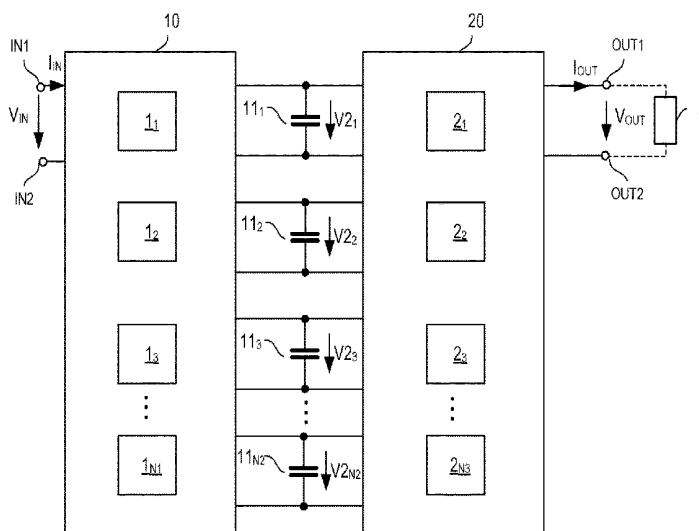 10
20
IN1
I_IN
V_IN
IN2
1_1
1_2
1_3
1_N1
11_1
V2_1
11_2
V2_2
11_3
V2_3
11_N2
V2_N2
2_1
2_2
2_3
2_N3
I_OUT
OUT1
V_OUT
OUT2